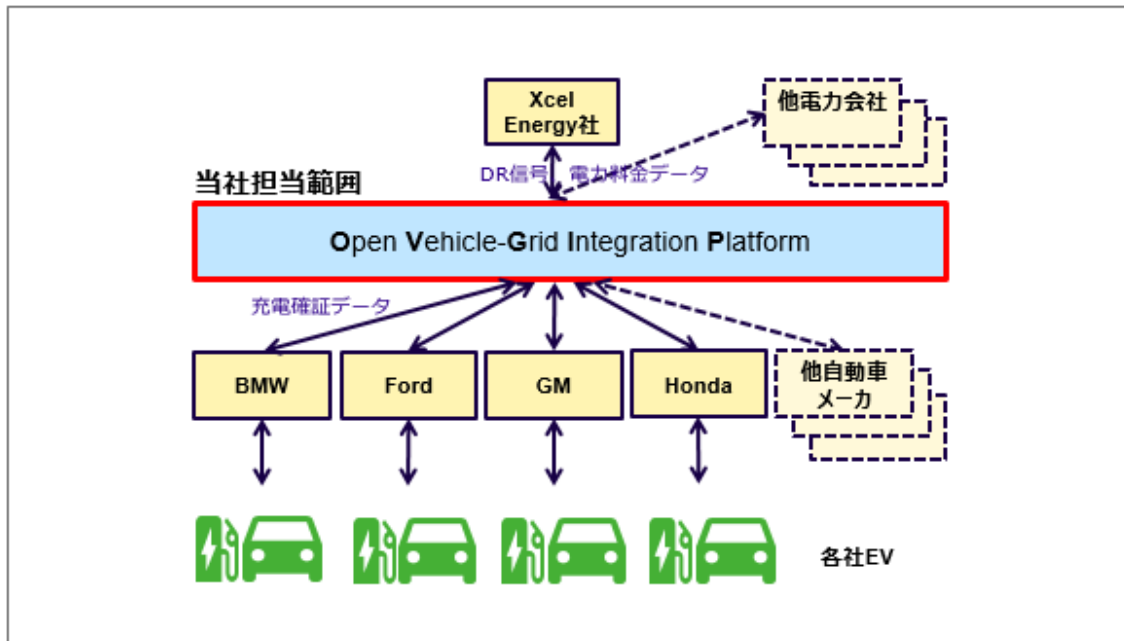 Xcel
Energy社
他電力会社
DR信号
電力料金データ
当社担当範囲
Open Vehicle-Grid Integration Platform
充電確証データ
BMW
Ford
GM
Honda
他自動車
メーカ
各社EV